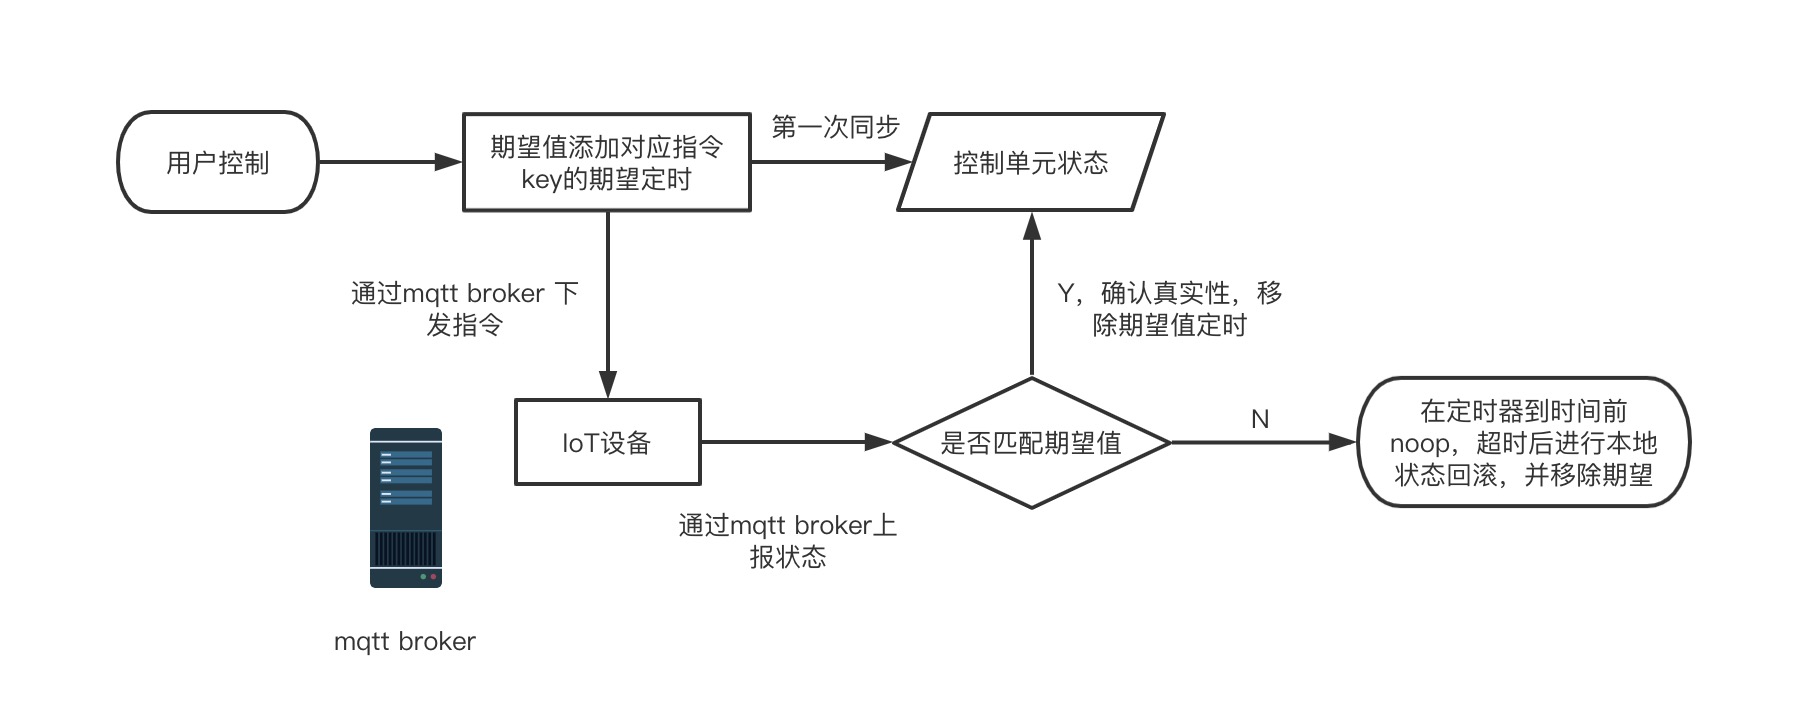 用户控制
期望值添加对应指令
key的期望定时
第一次同步
控制单元状态
通过mqtt broker 下
发指令
Y，确认真实性，移
除期望值定时
IoT设备
是否匹配期望值
N
在定时器到时间前
noop，超时后进行本地
状态回滚，并移除期望
通过mqtt broker上
报状态
mqtt broker